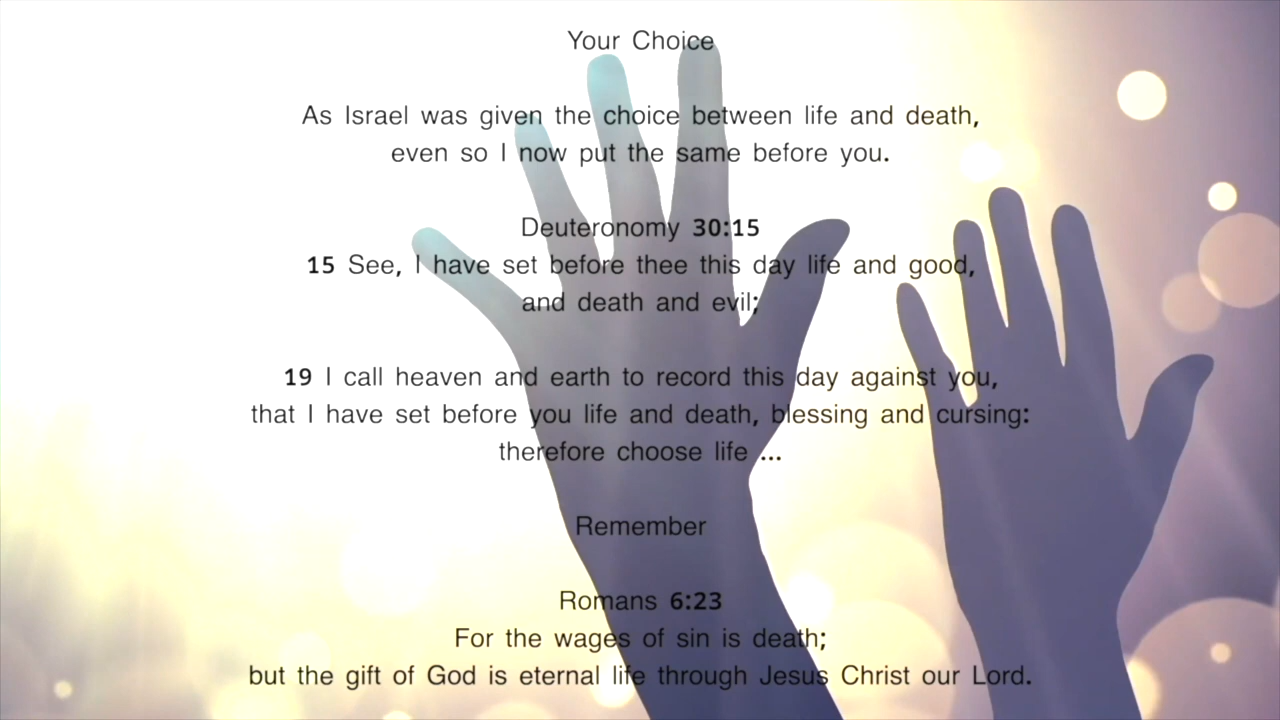 Your Choice
As Israel was given the choice between life and death,
even so I now put the same before you.
Deuteronomy 30:15
15 See, I have set before thee this day life and good,
and death and evil;
19 I call heaven and earth to record this day against you,
that I have set before you life and death, blessing and cursing:
therefore choose life ...
Remember
Romans 6:23
For the wages of sin is death;
but the gift of God is eternal life through Jesus Christ our Lord.